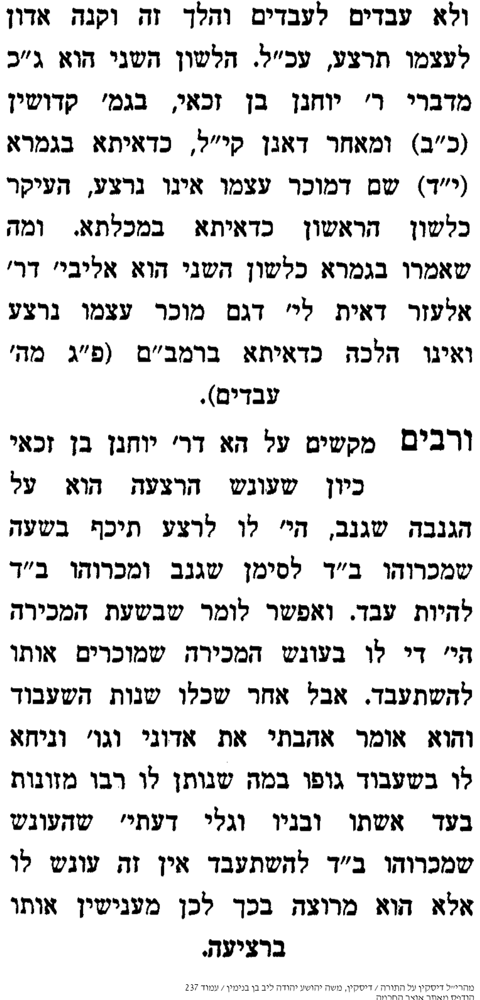 ולא עבדים לעבדים והלך זה וקנה אדון
לעצמו תרצע, עכ״ל. הלשון השני הוא ג״כ
מדברי ר׳ יוחנן בן זכאי, בגמ׳ קדושין
(כ״ב) ומאחר דאנן קי״ל, כדאיתא בגמרא
(י״ד) שם דמוכר עצמו אינו נרצע, העיקר
כלשון הראשון כדאיתא במכלתא. ומה
שאמרו בגמרא כלשון השני הוא אליבי׳ דר׳
אלעזר דאית לי׳ דגם מוכר עצמו נרצע
ואינו הלכה כדאיתא ברמב״ם (פ״ג מה׳
עבדים).
ורבים מקשים על הא דר׳ יוחנן בן זכאי
כיון שעונש הרצעה הוא על
הגנבה שגנב, הי׳ לו לרצע תיכף בשעה
שמכרוהו ב״ד לסימן שגנב ומכרוהו ב״ד
להיות עבד. ואפשר לומר שבשעת המכירה
הי׳ די לו בעונש המכירה שמוכרים אותו
להשתעבד. אבל אחר שכלו שנות השעבוד
והוא אומר אהבתי את אדוני וגו׳ וניחא
לו בשעבוד גופו במה שנותן לו רבו מזונות
בעד אשתו ובניו וגלי דעתי׳ שהעונש
שמכרוהו ב״ד להשתעבד אין זה עונש לו
אלא הוא מרוצה בכך לכן מענישין אותו
ברציעה.
מהרי״ל דיסקין על התורה / דיסקין, משה יהושע יהודה ליב בן בנימין / עמוד 237
הודפס מאתר אוצר החכמה